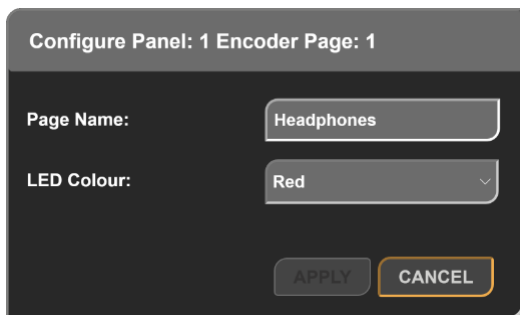 Configure Panel: 1 Encoder Page: 1
Page Name: Headphones
LED Colour: Red
APPLY CANCEL